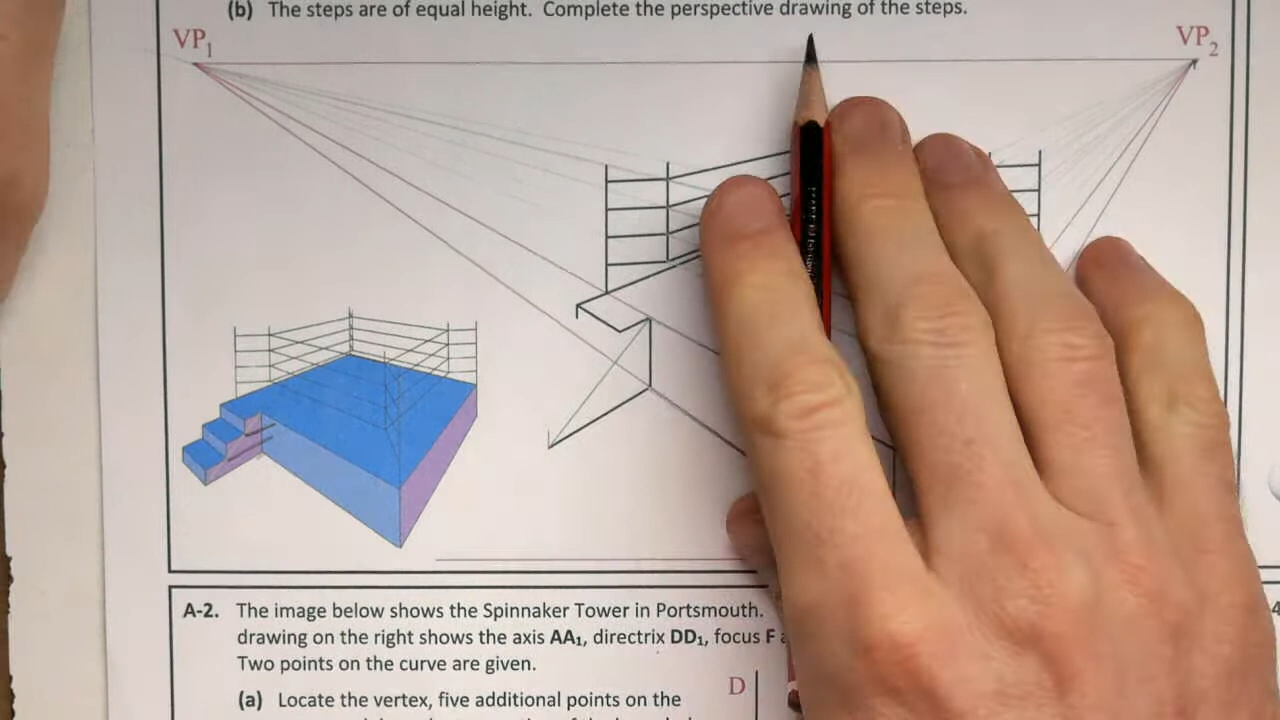 (b) The steps are of equal height. Complete the perspective drawing of the steps.
VP1
VP2
A-2. The image below shows the Spinnaker Tower in Portsmouth.
drawing on the right shows the axis AA1, directrix DD1, focus F
Two points on the curve are given.
(a) Locate the vertex, five additional points on the
D